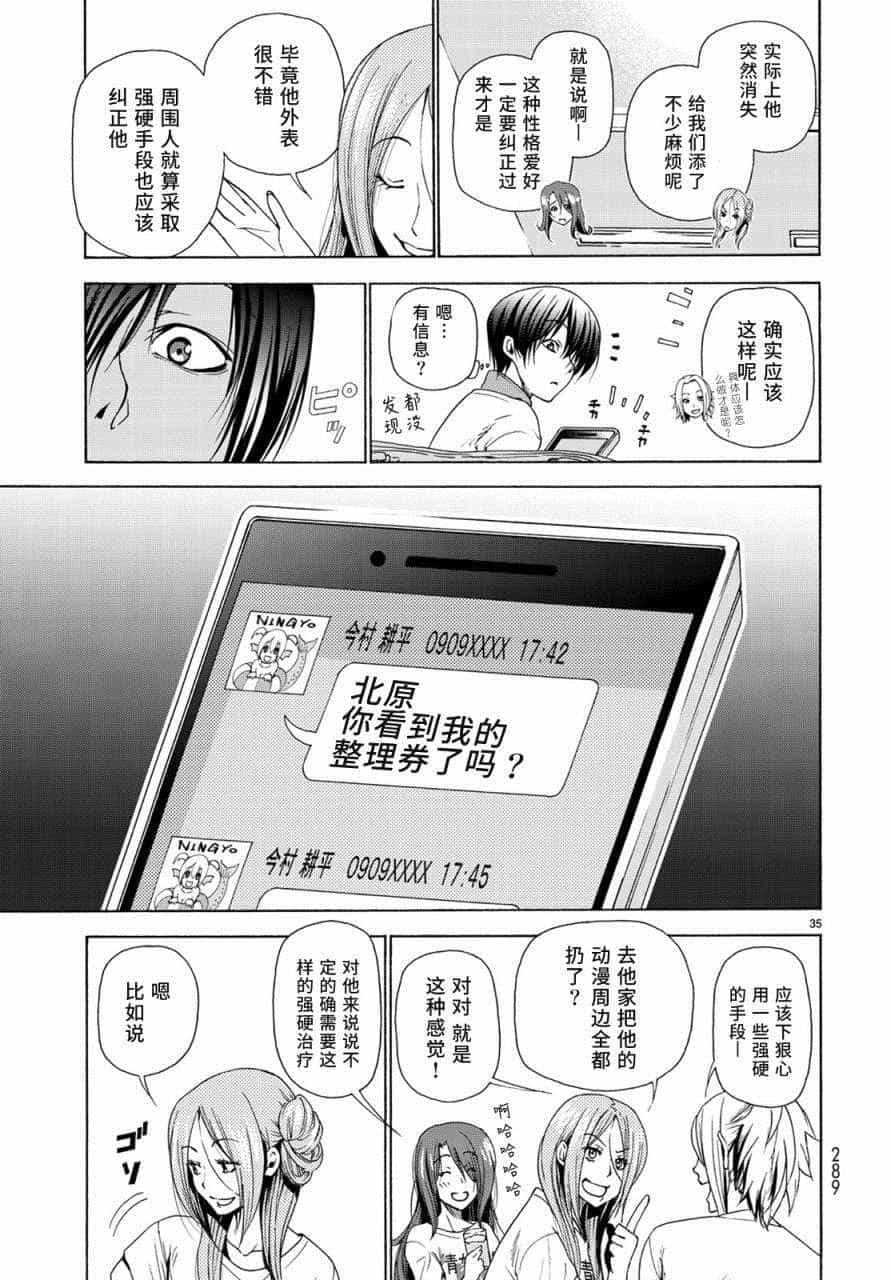 实际上他
突然消失
给我们添了
不少麻烦呢
就是说啊—
这种性格爱好
一定要纠正过
来才是
毕竟他外表
很不错
周围人就算采取
强硬手段也应该
纠正他
确实应该
这样呢—
具体应该怎
么做才是呢?
チカ
チカ
嗯…
有信息?
都没
发现
ピッ
NINGYO
今村 耕平 0909XXXX 17:42
北原
你看到我的
整理券了吗?
NINGYO
今村 耕平 0909XXXX 17:45
35
应该下狠心
用一些强硬
的手段—
去他家把他的
动漫周边全都
扔了?
对对 就是
这种感觉!
啊哈哈哈哈
对他来说说不
定的确需要这
样的强硬治疗
嗯
比如说
ゴソ
289